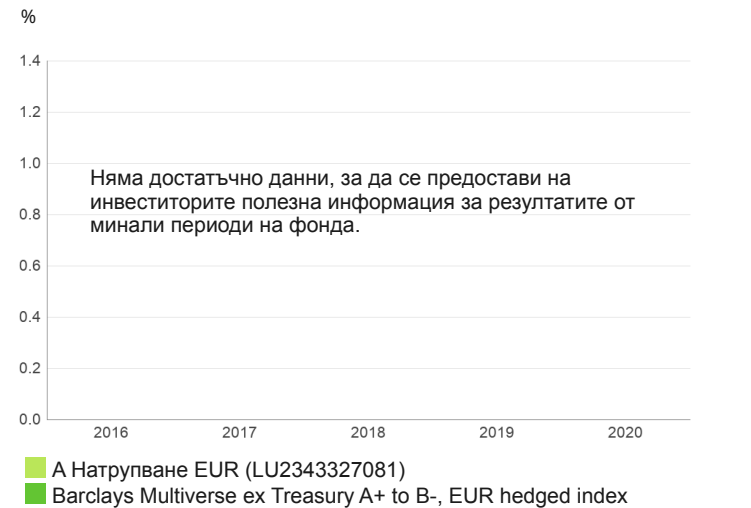 %
1.4
1.2
1.0
Няма достатъчно данни, за да се предостави на
инвеститорите полезна информация за резултатите от
минали периоди на фонда.
0.8
0.6
0.4
0.2
0.0
2016 2017 2018 2019 2020
А Натрупване EUR (LU2343327081)
Barclays Multiverse ex Treasury A+ to B-, EUR hedged index